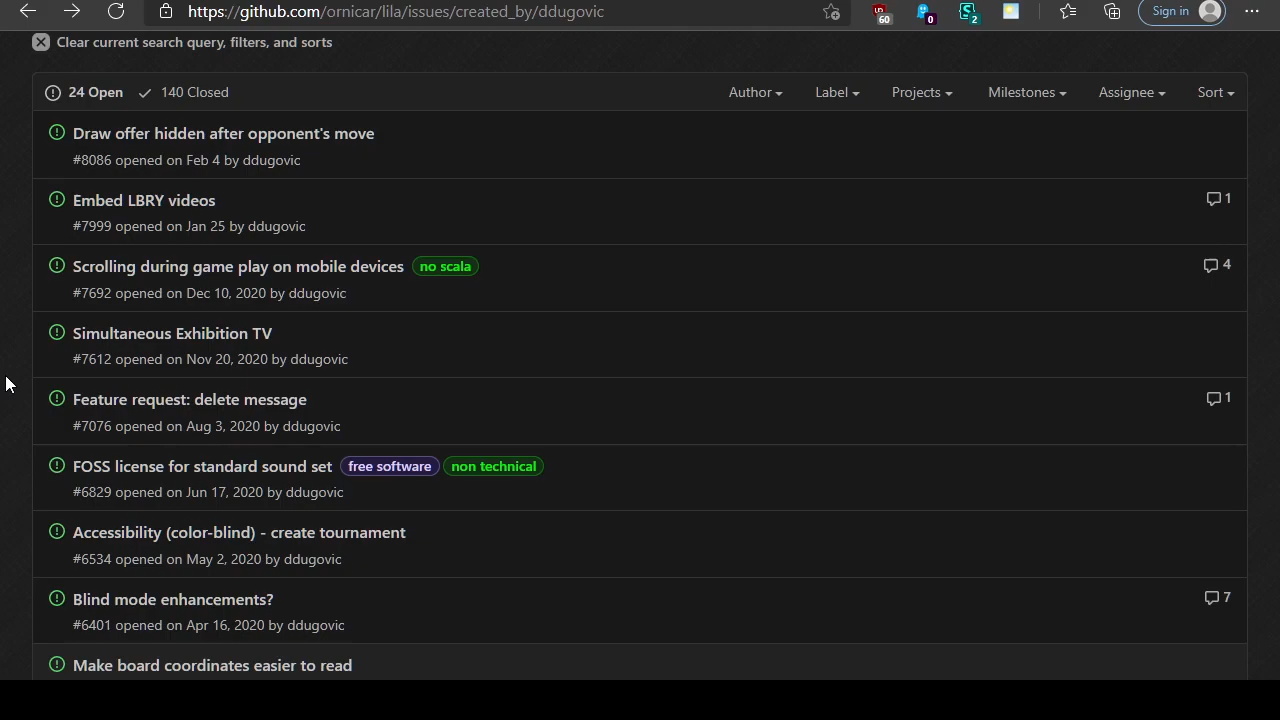 https://github.com/ornicar/lila/issues/created_by/ddugovic
60
0
2
Sign in
Clear current search query, filters, and sorts
24 Open 140 Closed Author Label Projects Milestones Assignee Sort
Draw offer hidden after opponent's move
#8086 opened on Feb 4 by ddugovic
Embed LBRY videos 1
#7999 opened on Jan 25 by ddugovic
Scrolling during game play on mobile devices no scala 4
#7692 opened on Dec 10, 2020 by ddugovic
Simultaneous Exhibition TV
#7612 opened on Nov 20, 2020 by ddugovic
Feature request: delete message 1
#7076 opened on Aug 3, 2020 by ddugovic
FOSS license for standard sound set free software non technical
#6829 opened on Jun 17, 2020 by ddugovic
Accessibility (color-blind) - create tournament
#6534 opened on May 2, 2020 by ddugovic
Blind mode enhancements? 7
#6401 opened on Apr 16, 2020 by ddugovic
Make board coordinates easier to read